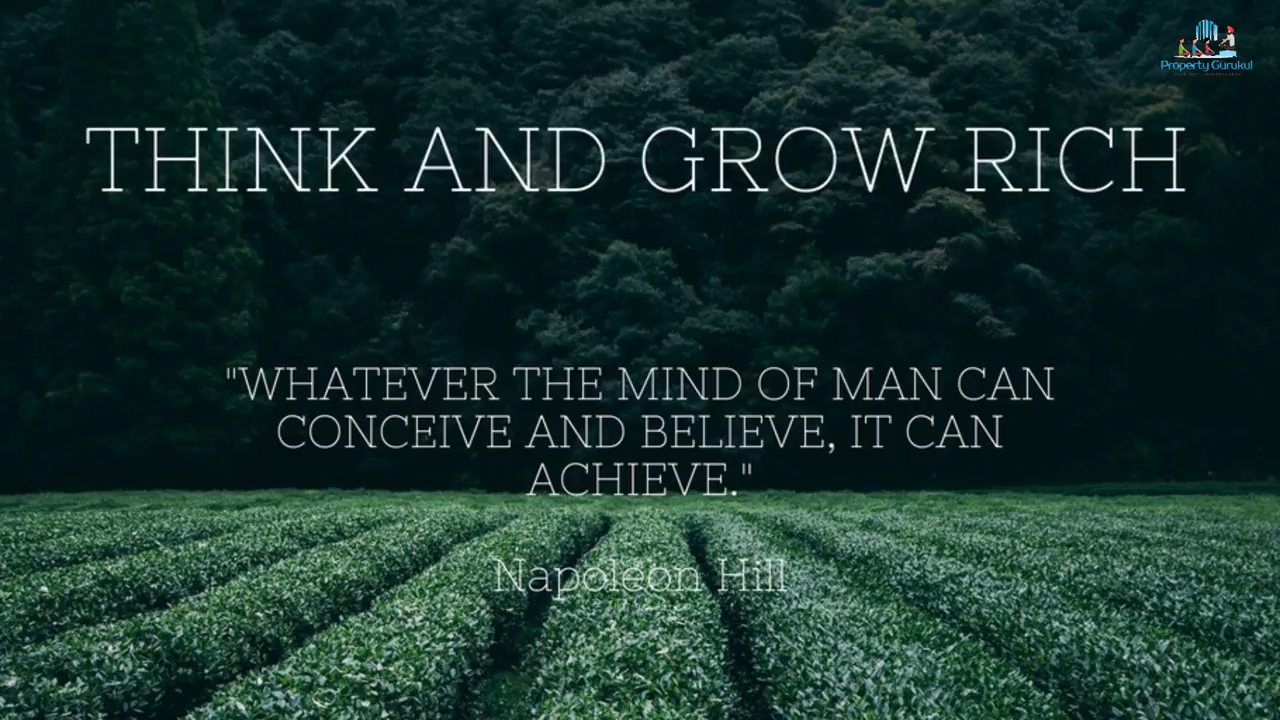 Property Gurukul
THINK AND GROW RICH
"WHATEVER THE MIND OF MAN CAN
CONCEIVE AND BELIEVE, IT CAN
ACHIEVE."
Napoleon Hill